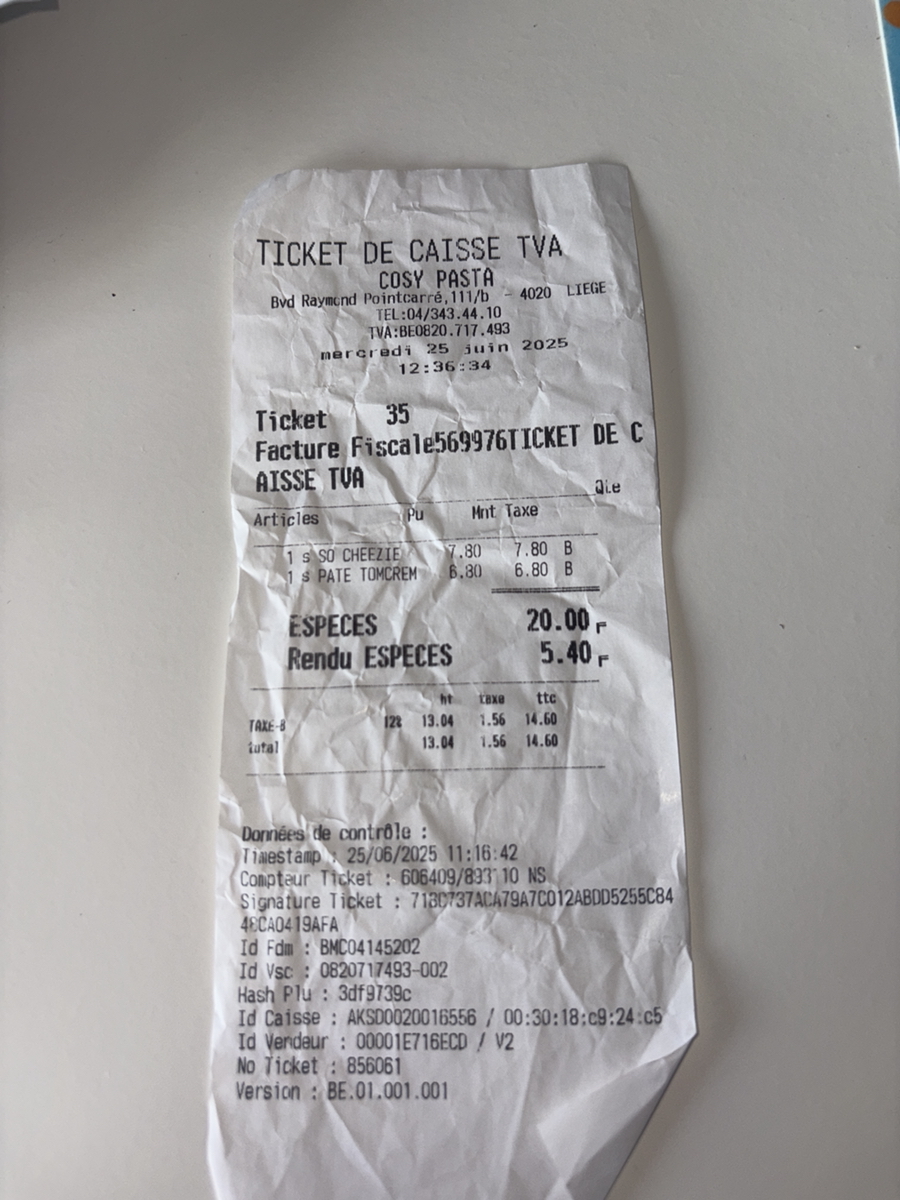 TICKET DE CAISSE TVA
COSY PASTA
Bvd Raymond Pointcarré,111/b - 4020 LIEGE
TEL:04/343.44.10
TVA:BE0820.717.493
mercredi 25 juin 2025
12:36:34
Ticket 35
Facture Fiscale569976TICKET DE C
AISSE TVA
Qte
Articles Pu Mnt Taxe
1 s SO CHEEZIE 7.80 7.80 B
1 s PATE TOMCREM 6.80 6.80 B
ESPECES 20.00
Rendu ESPECES 5.40
ht taxe ttc
TAXE-B 12% 13.04 1.56 14.60
total 13.04 1.56 14.60
Données de contrôle :
Timestamp : 25/06/2025 11:16:42
Compteur Ticket : NS
Signature Ticket :
Id Fdm : BMC04145202
Id Vsc : 0820717493-002
Hash Plu : 3df9739c
Id Caisse : AKSD0020016556 / 00:30:18:c9:24:c5
Id Vendeur : 00001E716ECD / V2
No Ticket : 856061
Version : BE.01.001.001